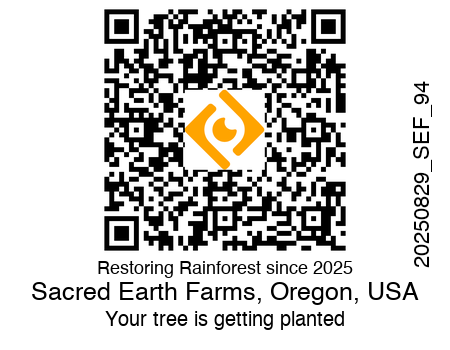 Restoring Rainforest since 2025
Sacred Earth Farms, Oregon, USA
Your tree is getting planted
20250829_SEF_94